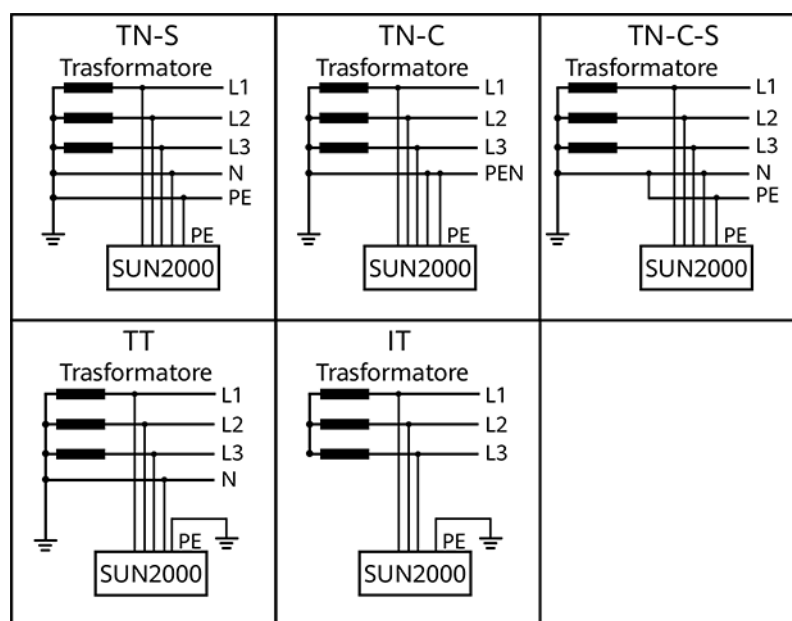 TN-S
Trasformatore
L1
L2
L3
N
PE
PE
SUN2000
TN-C
Trasformatore
L1
L2
L3
PEN
PE
SUN2000
TN-C-S
Trasformatore
L1
L2
L3
N
PE
PE
SUN2000
TT
Trasformatore
L1
L2
L3
N
PE
SUN2000
IT
Trasformatore
L1
L2
L3
PE
SUN2000